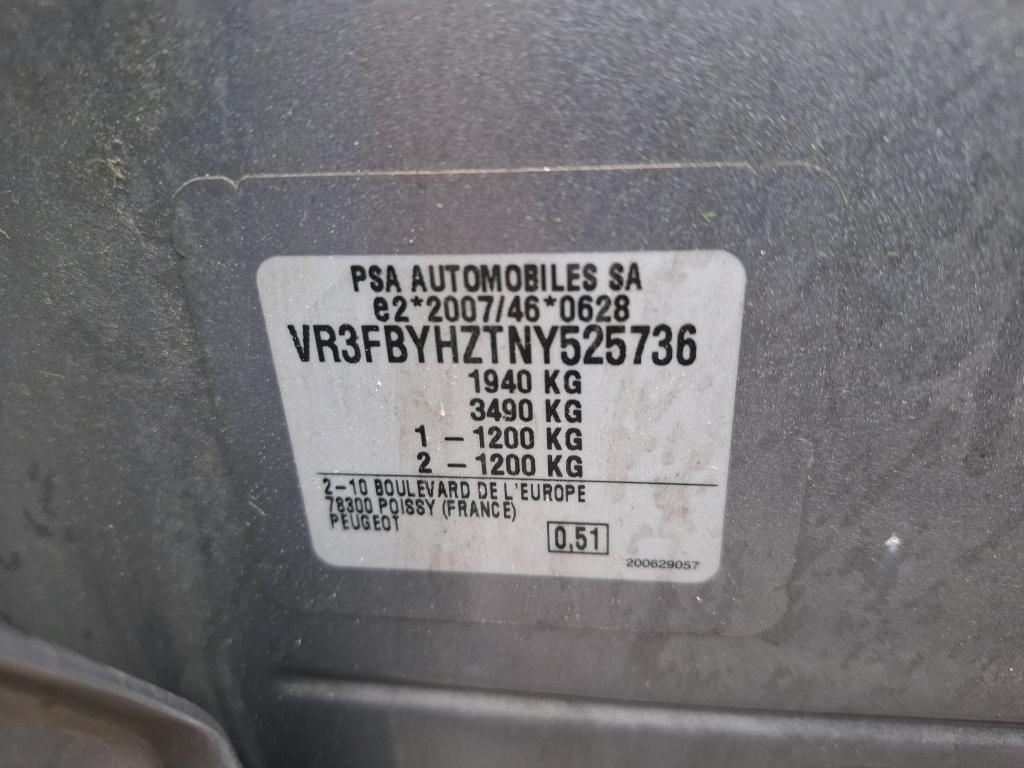 PSA AUTOMOBILES SA
e2*2007/46*0628
VR3FBYHZTNY525736
1940 KG
3490 KG
1 - 1200 KG
2 - 1200 KG
2-10 BOULEVARD DE L'EUROPE
78300 POISSY (FRANCE)
PEUGEOT
0,51
200629057